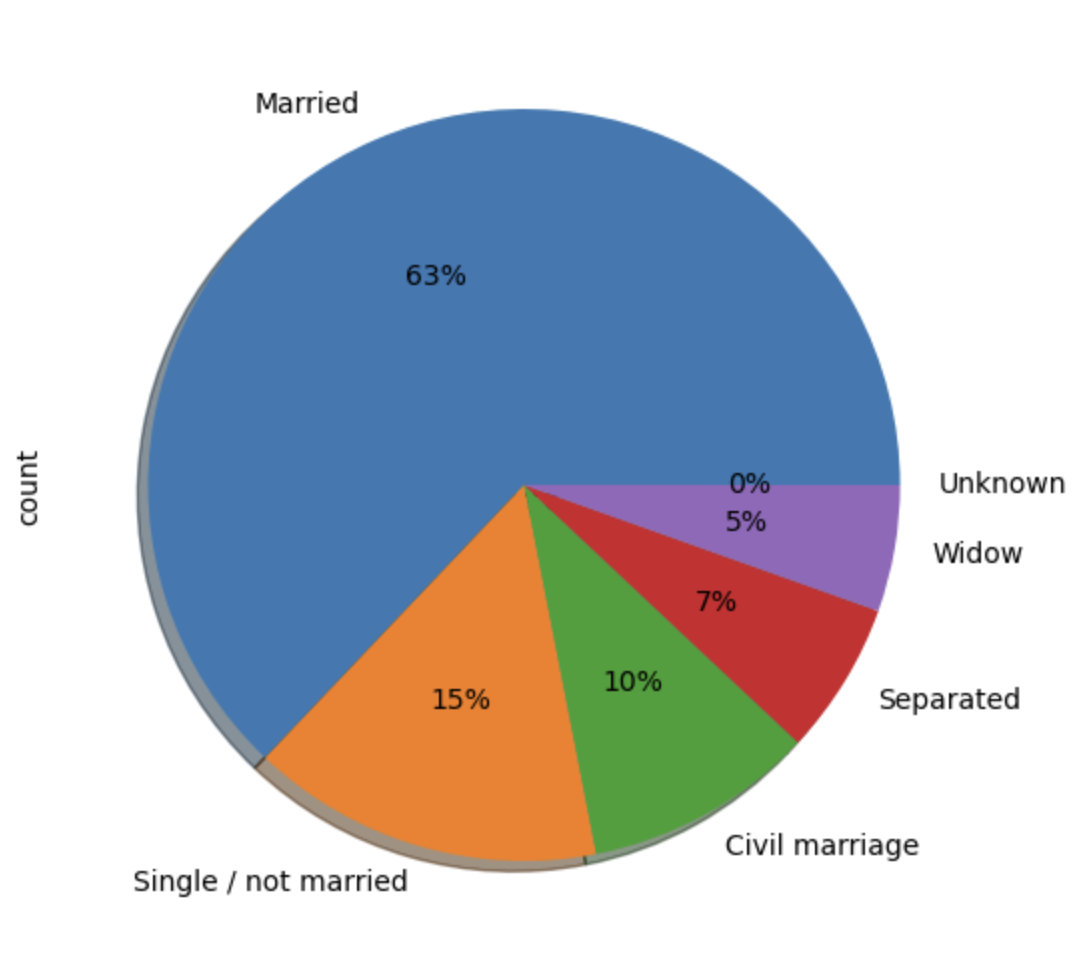 Married
63%
count
0%
Unknown
5%
Widow
7%
Separated
10%
15%
Civil marriage
Single / not married